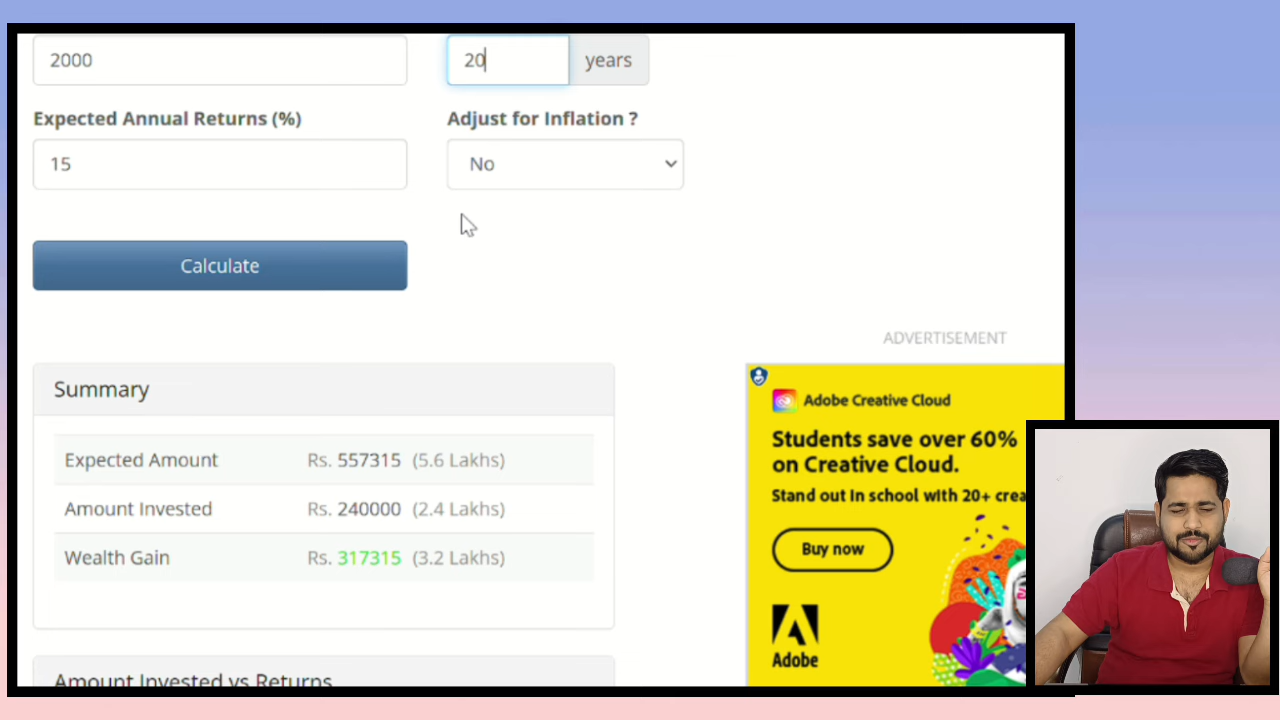 2000
20 years
Expected Annual Returns (%)
Adjust for Inflation ?
15
No
Calculate
ADVERTISEMENT
Summary
Expected Amount Rs. 557315 (5.6 Lakhs)
Amount Invested Rs. 240000 (2.4 Lakhs)
Wealth Gain Rs. 317315 (3.2 Lakhs)
Amount Invested vs Returns
Adobe Creative Cloud
Students save over 60%
on Creative Cloud.
Stand out in school with 20+ crea
Buy now
Adobe